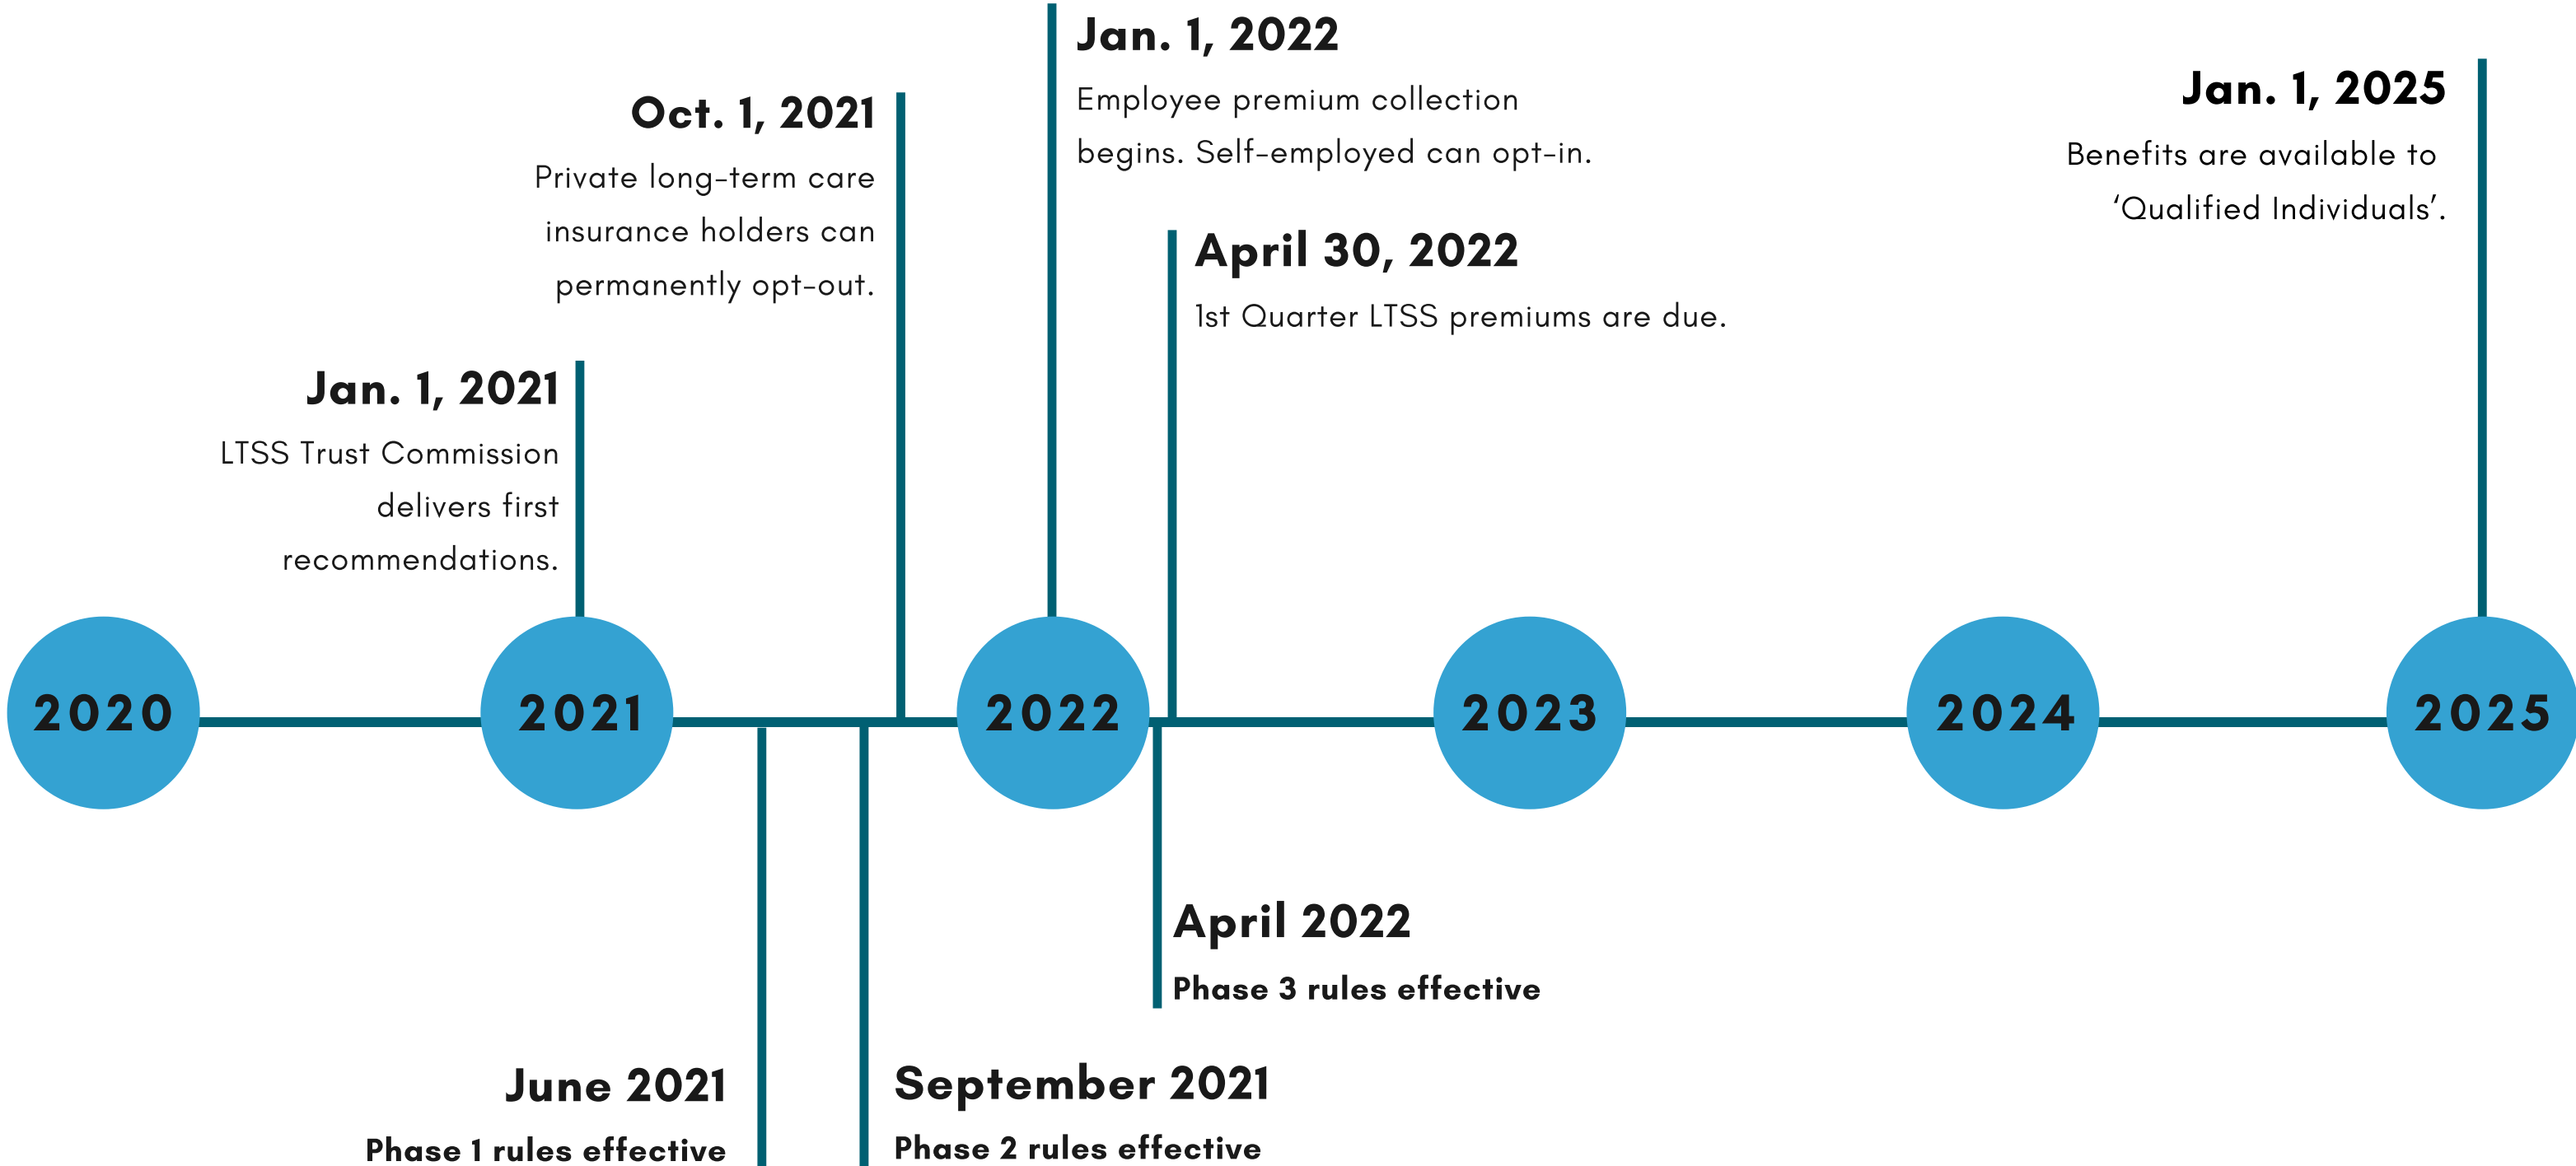 Jan. 1, 2022
Employee premium collection
begins. Self-employed can opt-in.
Jan. 1, 2025
Benefits are available to
‘Qualified Individuals’.
Oct. 1, 2021
Private long-term care
insurance holders can
permanently opt-out.
April 30, 2022
1st Quarter LTSS premiums are due.
Jan. 1, 2021
LTSS Trust Commission
delivers first
recommendations.
2020
2021
2022
2023
2024
2025
April 2022
Phase 3 rules effective
June 2021
Phase 1 rules effective
September 2021
Phase 2 rules effective